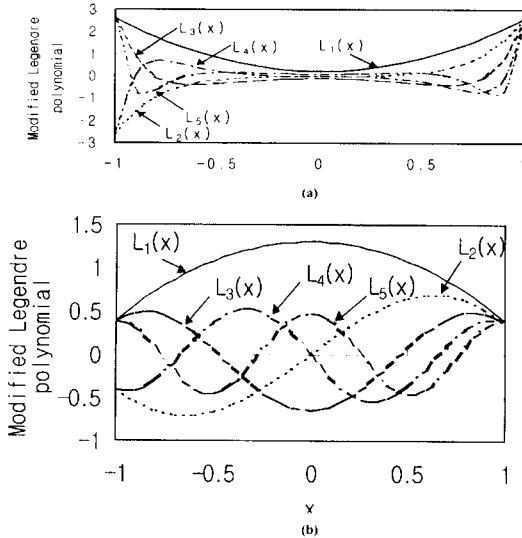 Modified Legendre
polynomial
3
2
1
0
-1
-2
-3
L₃(x)
L₄(x)
L₁(x)
L₅(x)
L₂(x)
-1
-0.5
0
0.5
1
(a)
Modified Legendre
polynomial
1.5
1
0.5
0
-0.5
-1
L₁(x)
L₂(x)
L₃(x)
L₄(x)
L₅(x)
-1
-0.5
0
0.5
1
x
(b)